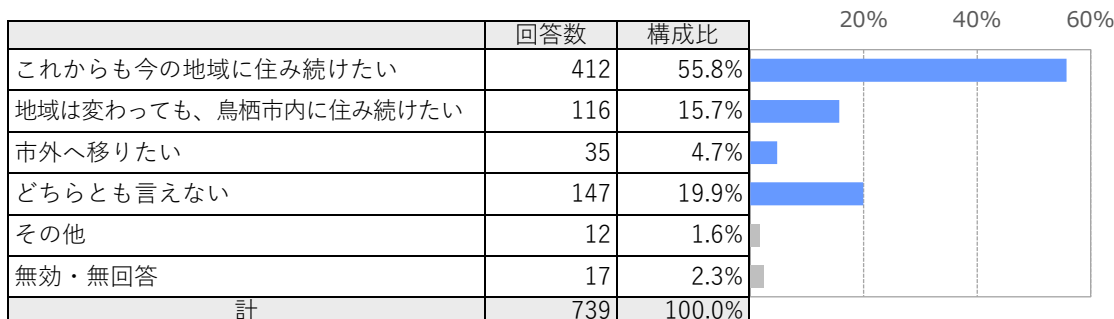 20% 40% 60%
回答数 構成比
これからも今の地域に住み続けたい 412 55.8%
地域は変わっても、鳥栖市内に住み続けたい 116 15.7%
市外へ移りたい 35 4.7%
どちらとも言えない 147 19.9%
その他 12 1.6%
無効・無回答 17 2.3%
計 739 100.0%